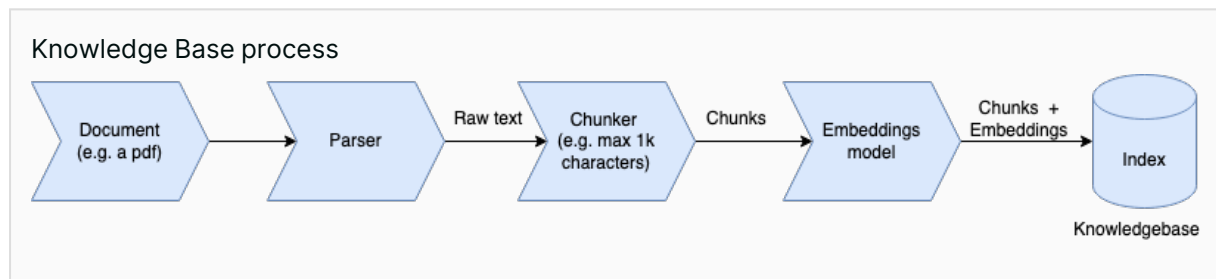 Knowledge Base process
Document
(e.g. a pdf)
Parser
Raw text
Chunker
(e.g. max 1k
characters)
Chunks
Embeddings
model
Chunks +
Embeddings
Index
Knowledgebase